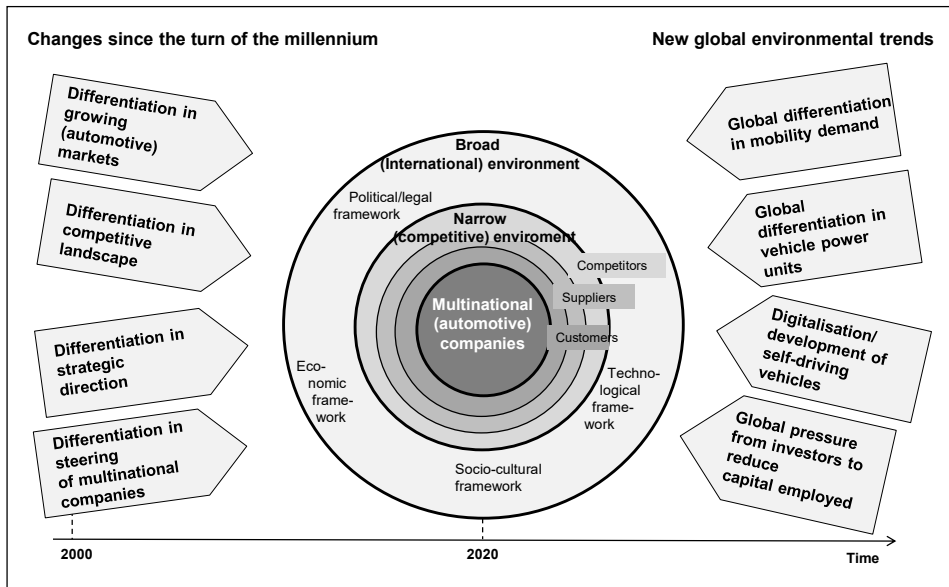 Changes since the turn of the millennium
New global environmental trends
Differentiation in
growing
(automotive)
markets
Differentiation in
competitive
landscape
Differentiation in
strategic
direction
Differentiation in
steering
of multinational
companies
Broad
(International) environment
Political/legal
framework
Narrow
(competitive) enviroment
Competitors
Suppliers
Customers
Multinational
(automotive)
companies
Eco-
nomic
frame-
work
Techno-
logical
frame-
work
Socio-cultural
framework
Global differentiation
in mobility demand
Global
differentiation in
vehicle power
units
Digitalisation/
development of
self-driving
vehicles
Global pressure
from investors to
reduce
capital employed
2000
2020
Time